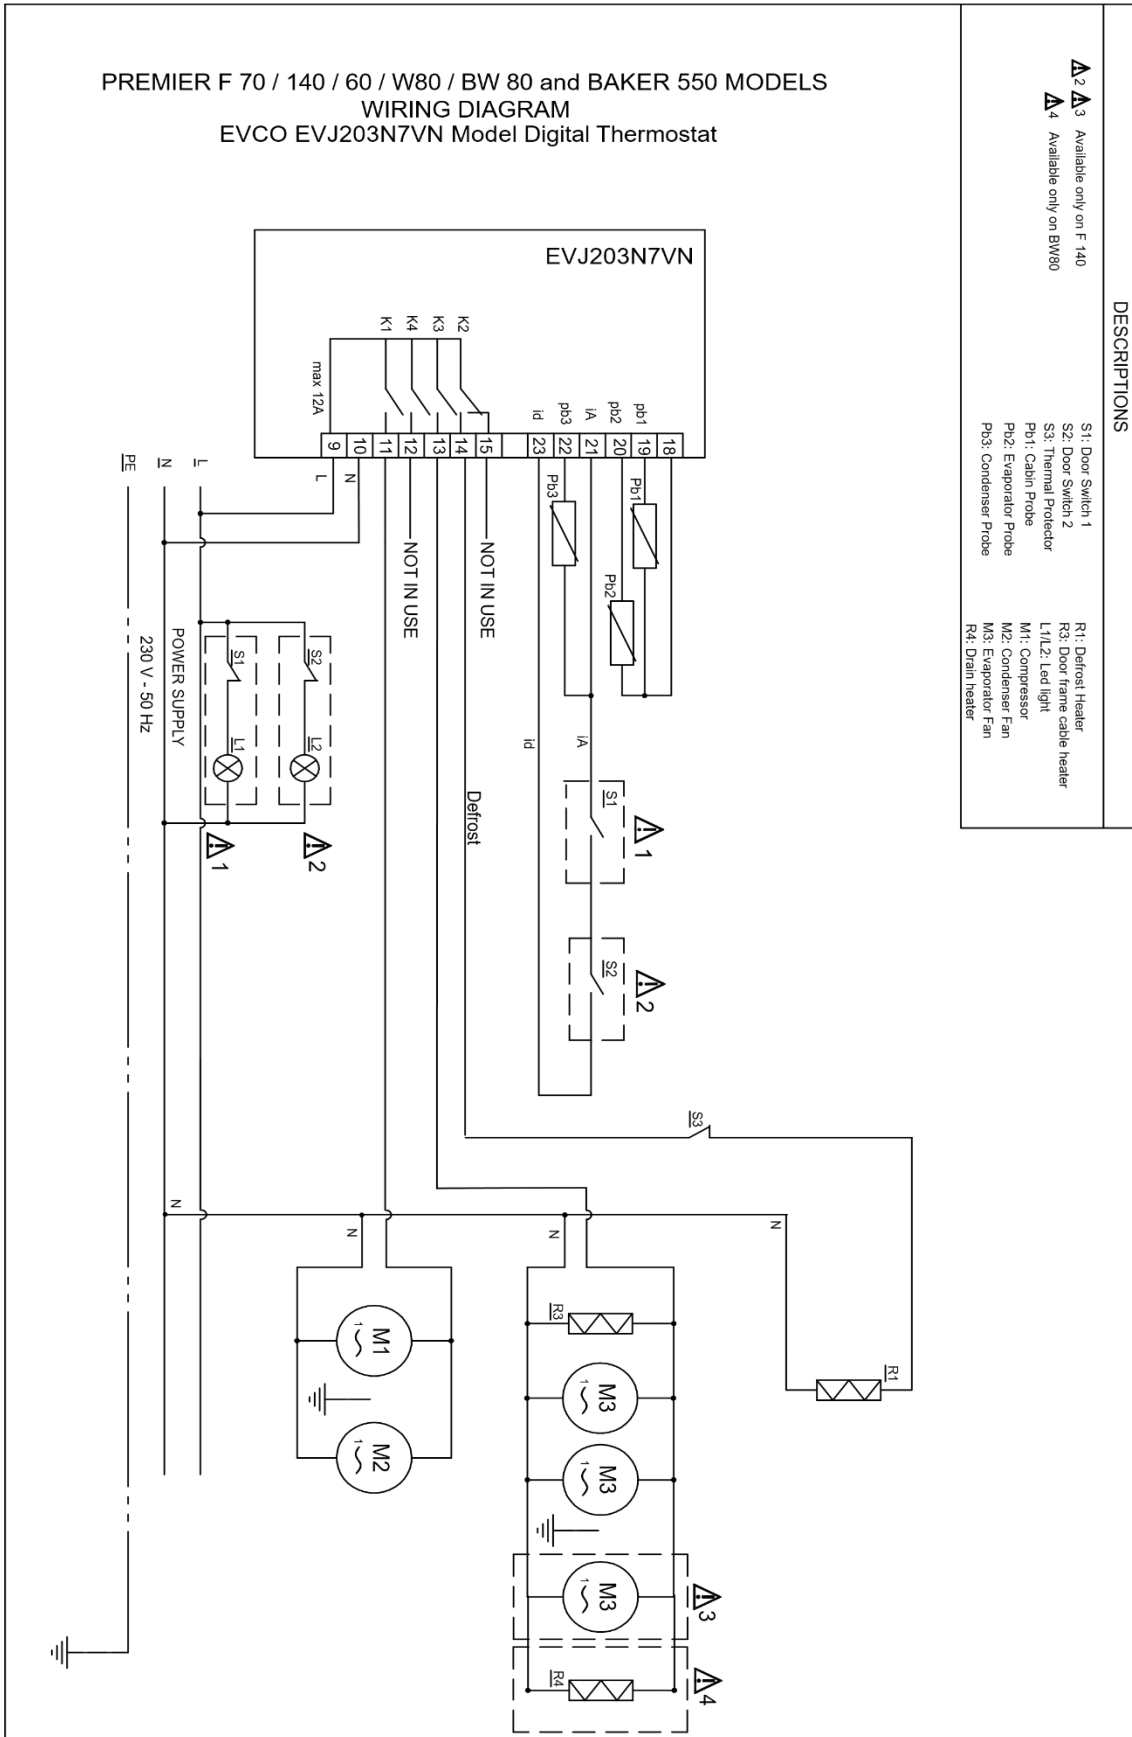 PREMIER F 70 / 140 / 60 / W80 / BW 80 and BAKER 550 MODELS
WIRING DIAGRAM
EVCO EVJ203N7VN Model Digital Thermostat
DESCRIPTIONS
2 3 Available only on F 140
4 Available only on BW80
S1: Door Switch 1
S2: Door Switch 2
S3: Thermal Protector
Pb1: Cabin Probe
Pb2: Evaporator Probe
Pb3: Condenser Probe
R1: Defrost Heater
R3: Door frame cable heater
L1/L2: Led light
M1: Compressor
M2: Condenser Fan
M3: Evaporator Fan
R4: Drain heater
EVJ203N7VN
K1 K4 K3 K2
max 12A
id pb3 iA pb2 pb1
9 10 11 12 13 14 15 23 22 21 20 19 18
L N
Pb3
Pb1
Pb2
PE N L
NOT IN USE
NOT IN USE
POWER SUPPLY
230 V - 50 Hz
S1 L1
S2 L2
1
2
id
iA
Defrost
S1
1
S2
2
S3
N
N
N
N
R1
R3
M1
1
M2
1
M3
1
M3
1
M3
1
3
R4
4